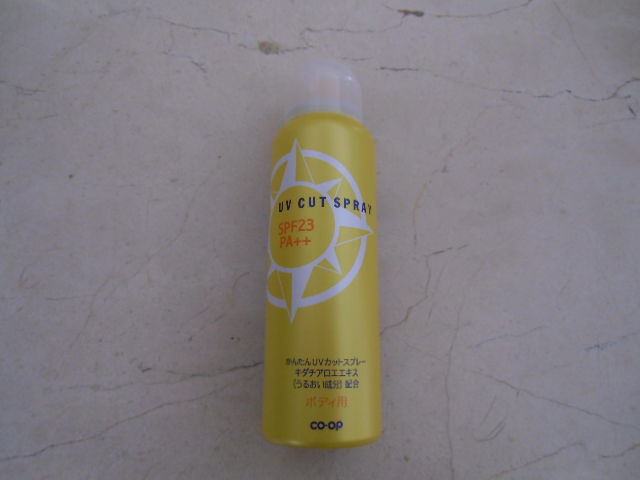 UV CUT SPRAY
SPF23
PA++
かんたんUVカットスプレー
キダチアロエエキス
(うるおい成分) 配合
ボディ用
CO·OP